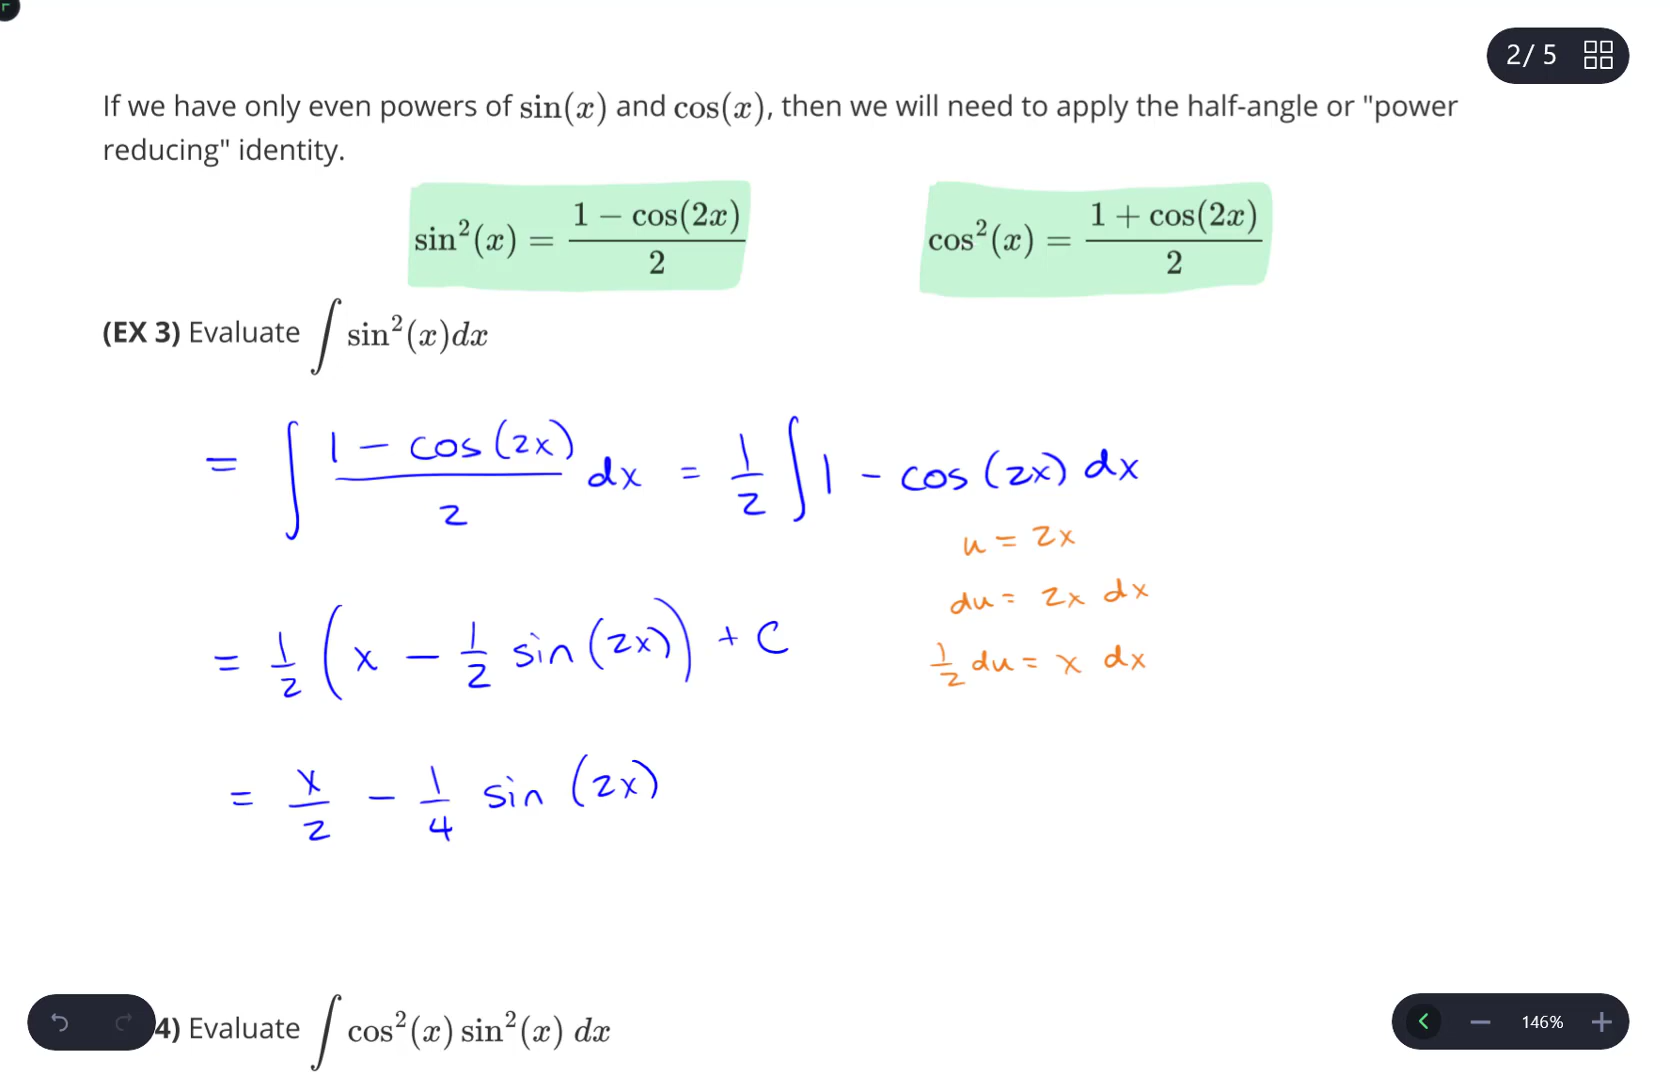 2/ 5
If we have only even powers of sin(x) and cos(x), then we will need to apply the half-angle or "power
reducing" identity.
sin²(x) = (1 − cos(2x))/2    cos²(x) = (1 + cos(2x))/2
(EX 3) Evaluate ∫ sin²(x)dx
= ∫ (1 − cos(2x))/2 dx = 1/2 ∫ 1 − cos(2x) dx
u = 2x
du = 2x dx
= 1/2 (x − 1/2 sin(2x)) + C
1/2 du = x dx
= x/2 − 1/4 sin(2x)
4) Evaluate ∫ cos²(x) sin²(x) dx
146%